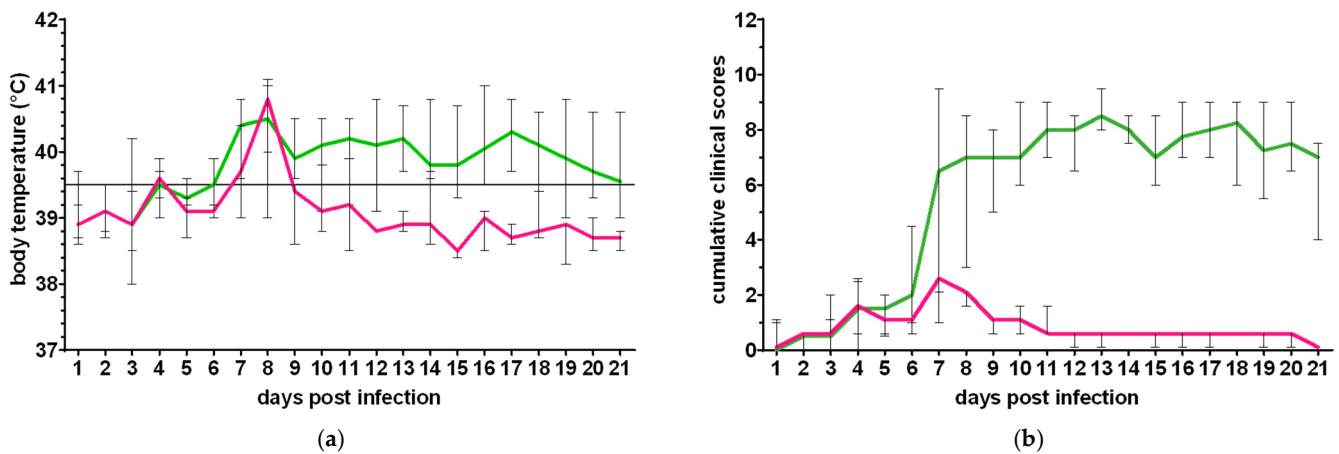 42
41
40
39
38
37
body temperature (°C)
1 2 3 4 5 6 7 8 9 10 11 12 13 14 15 16 17 18 19 20 21
days post infection
(a)
12
10
8
6
4
2
0
cumulative clinical scores
1 2 3 4 5 6 7 8 9 10 11 12 13 14 15 16 17 18 19 20 21
days post infection
(b)